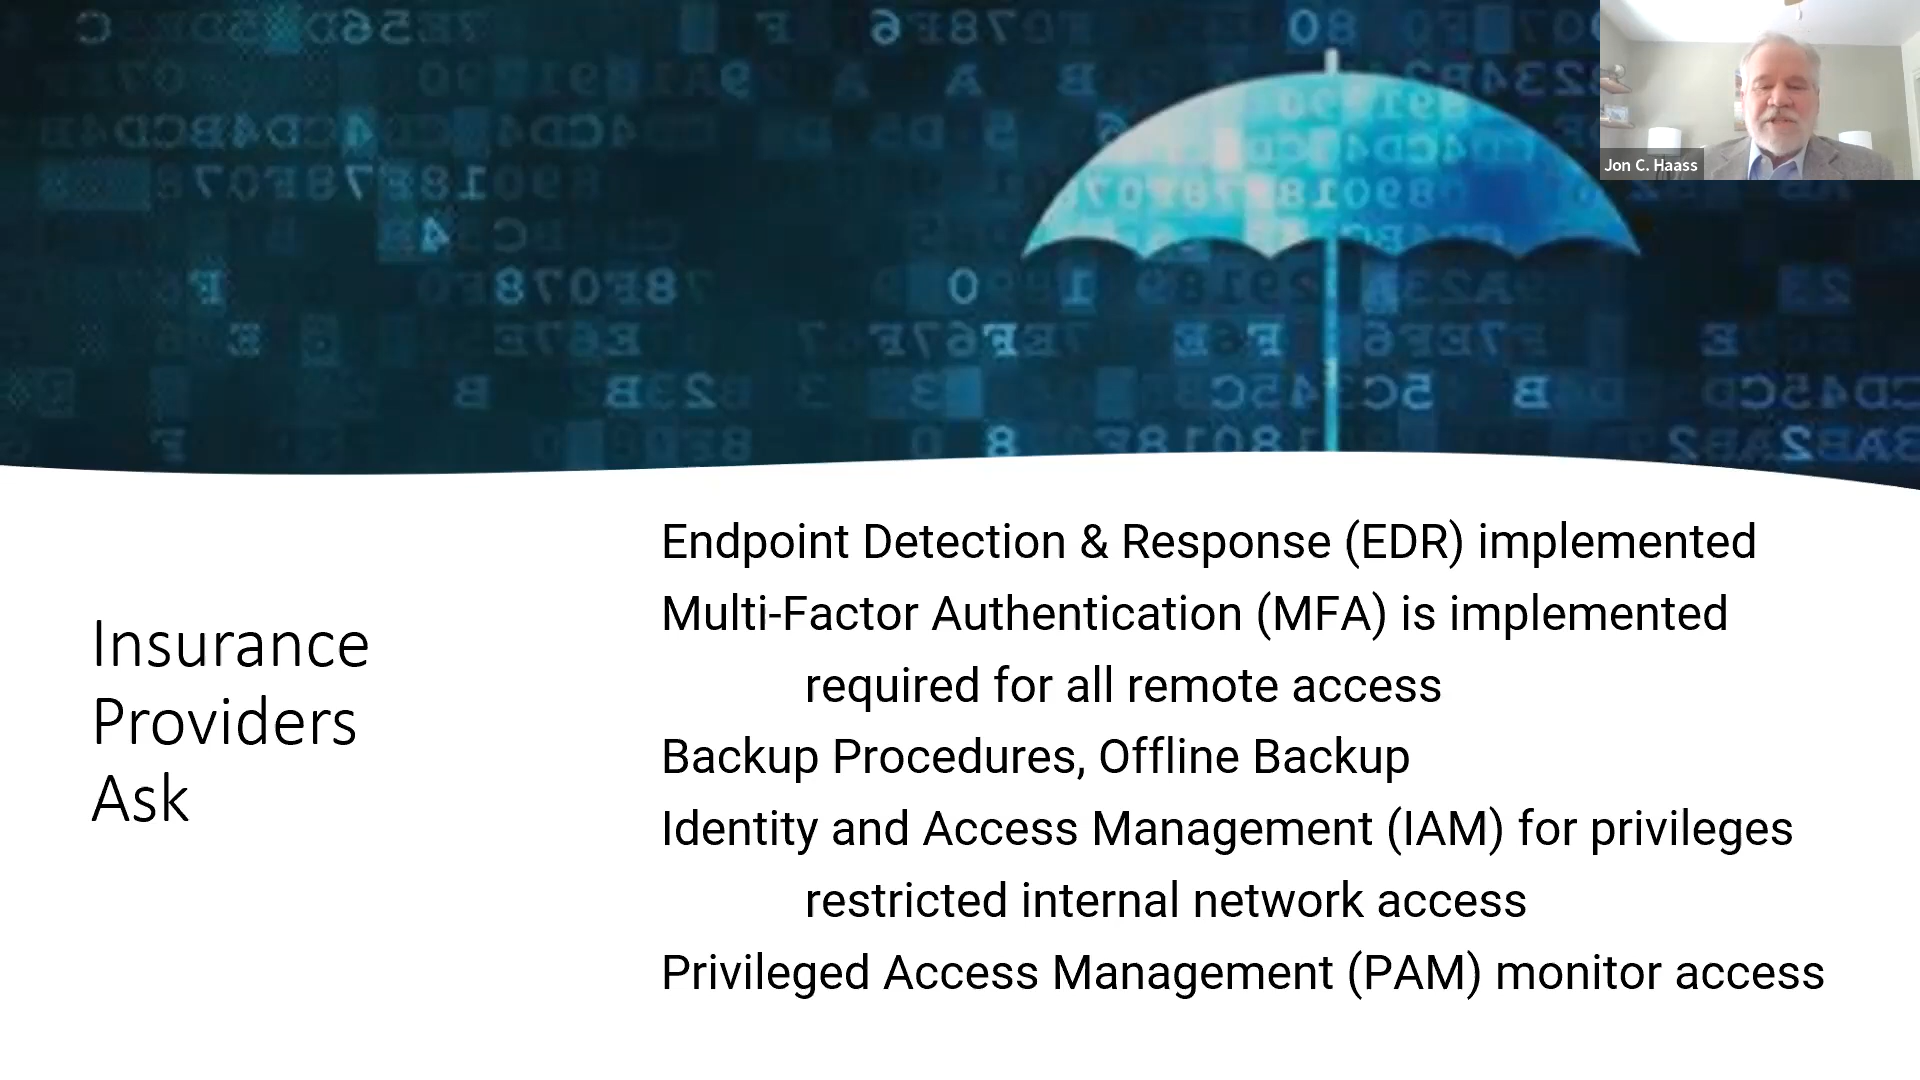 Jon C. Haass
Insurance
Providers
Ask
Endpoint Detection & Response (EDR) implemented
Multi-Factor Authentication (MFA) is implemented
required for all remote access
Backup Procedures, Offline Backup
Identity and Access Management (IAM) for privileges
restricted internal network access
Privileged Access Management (PAM) monitor access